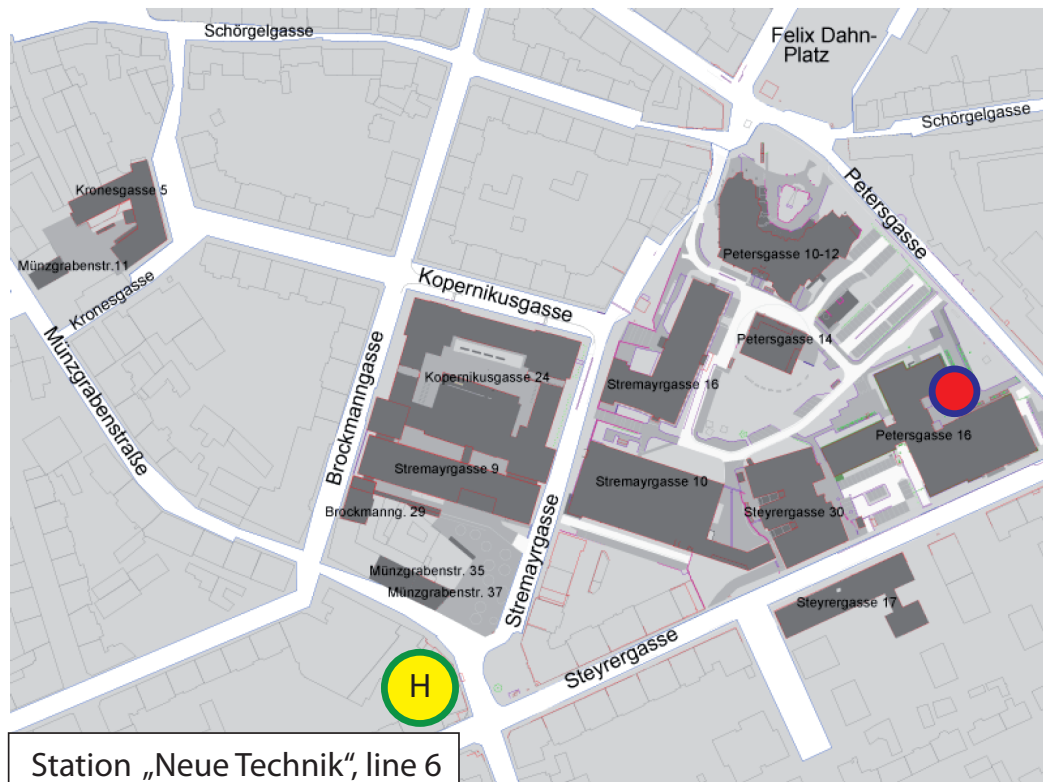 Schörgelgasse
Felix Dahn-
Platz
Schörgelgasse
Kronesgasse 5
Petersgasse
Münzgrabenstr.11
Petersgasse 10-12
Kronesgasse
Kopernikusgasse
Petersgasse 14
Münzgrabenstraße
Brockmanngasse
Kopernikusgasse 24
Stremayrgasse 16
Petersgasse 16
Stremayrgasse 9
Stremayrgasse 10
Brockmanng. 29
Steyrergasse 30
Stremayrgasse
Münzgrabenstr. 35
Münzgrabenstr. 37
Steyrergasse 17
Steyrergasse
H
Station „Neue Technik“, line 6